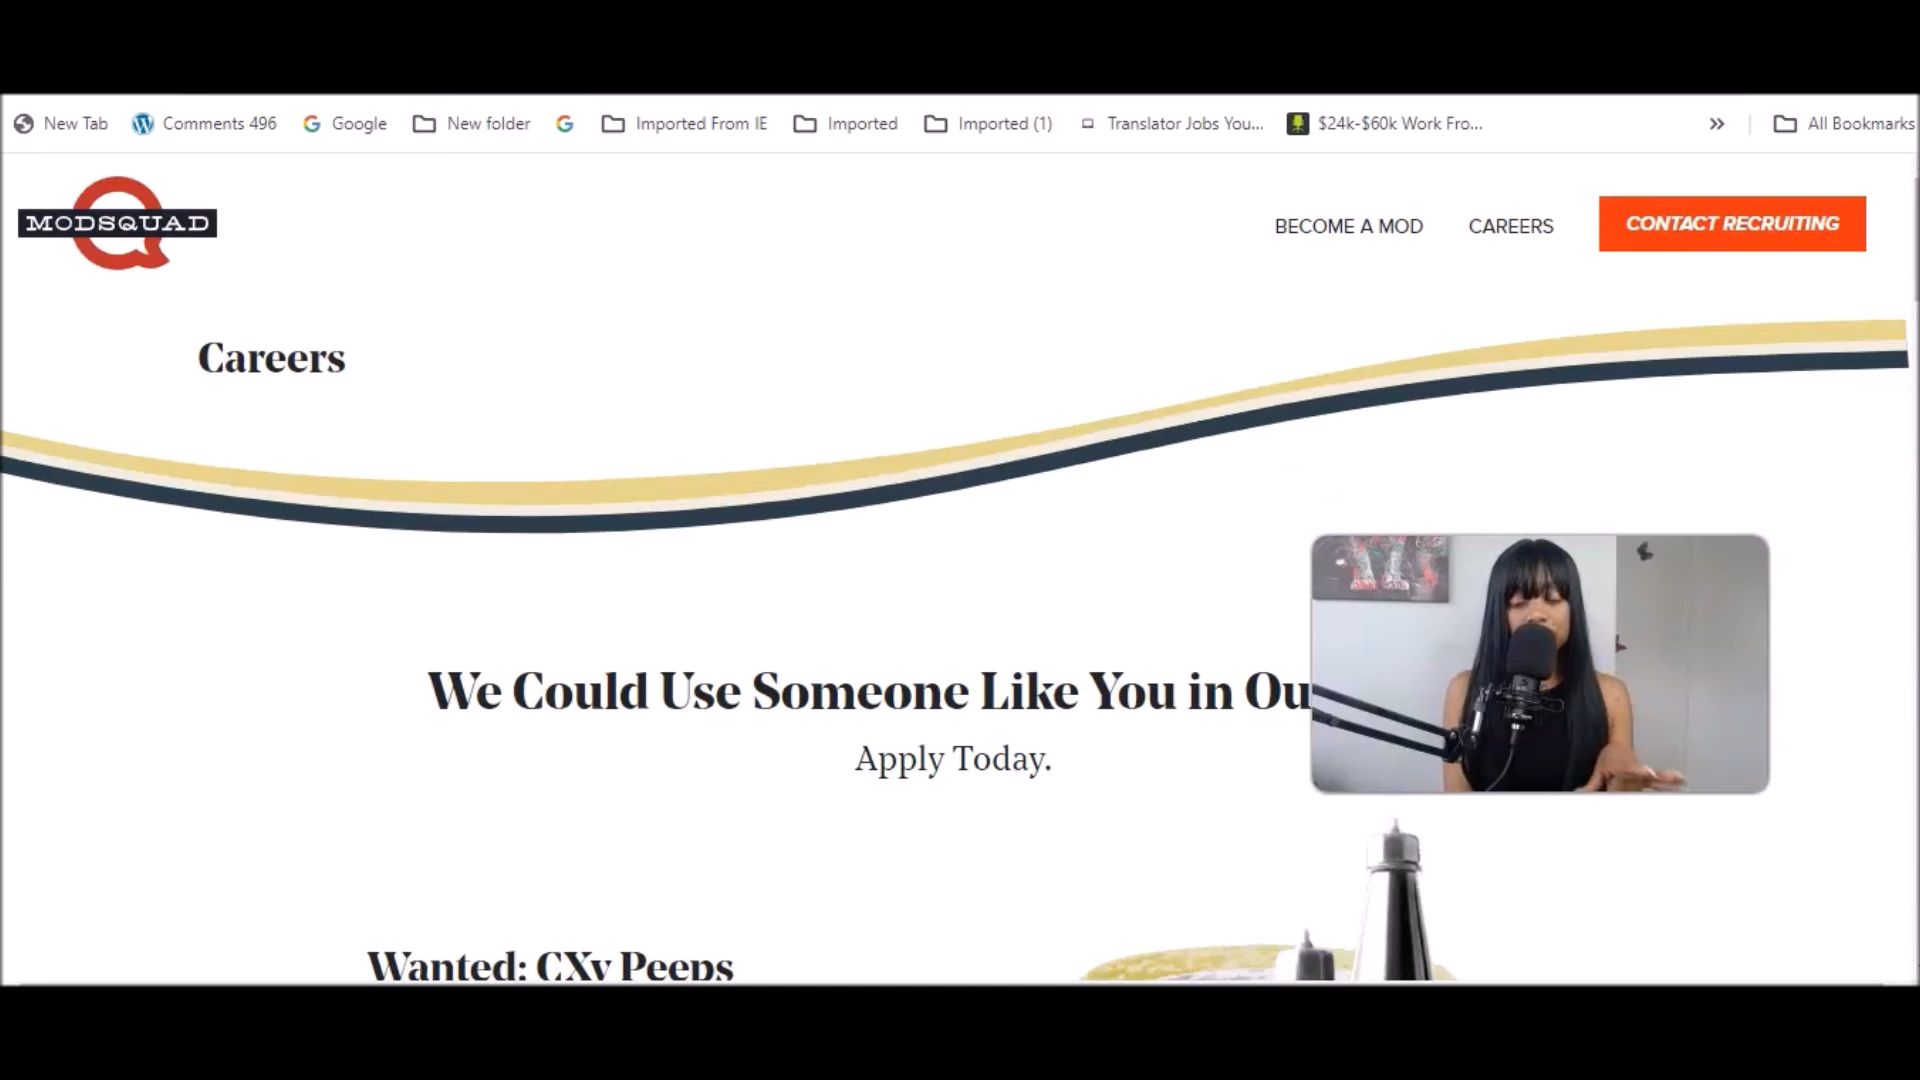 New Tab Comments 496 Google New folder Imported From IE Imported Imported (1) Translator Jobs You... $24k-$60k Work Fro... All Bookmarks
MODSQUAD
BECOME A MOD CAREERS CONTACT RECRUITING
Careers
We Could Use Someone Like You in Ou
Apply Today.
Wanted: CXy Peeps